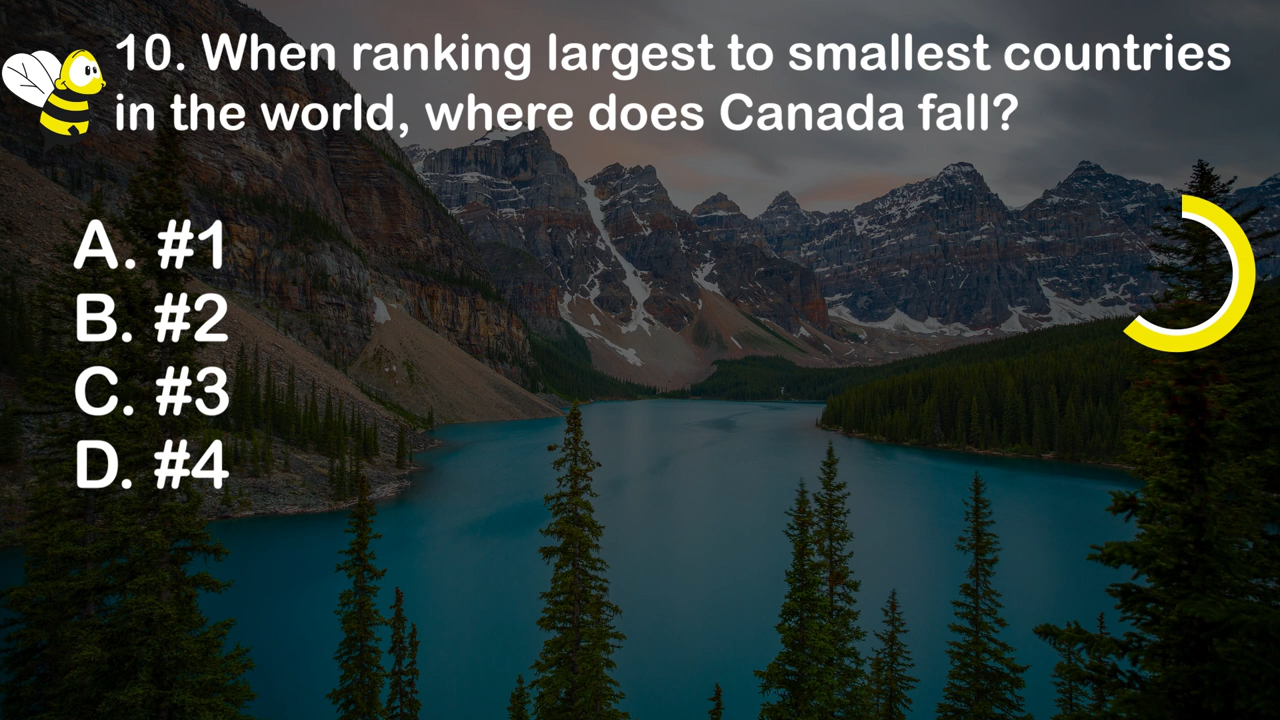 10. When ranking largest to smallest countries
in the world, where does Canada fall?
A. #1
B. #2
C. #3
D. #4